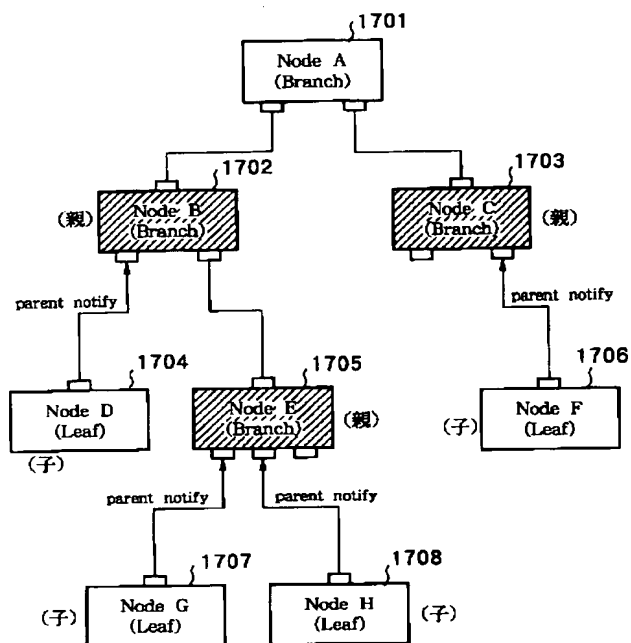 1701
Node A
(Branch)
1702
1703
(親)
Node B
(Branch)
Node C
(Branch)
(親)
parent notify
parent notify
1704
1705
1706
Node D
(Leaf)
(子)
Node E
(Branch)
(親)
(子)
Node F
(Leaf)
parent notify
parent notify
1707
1708
(子)
Node G
(Leaf)
Node H
(Leaf)
(子)